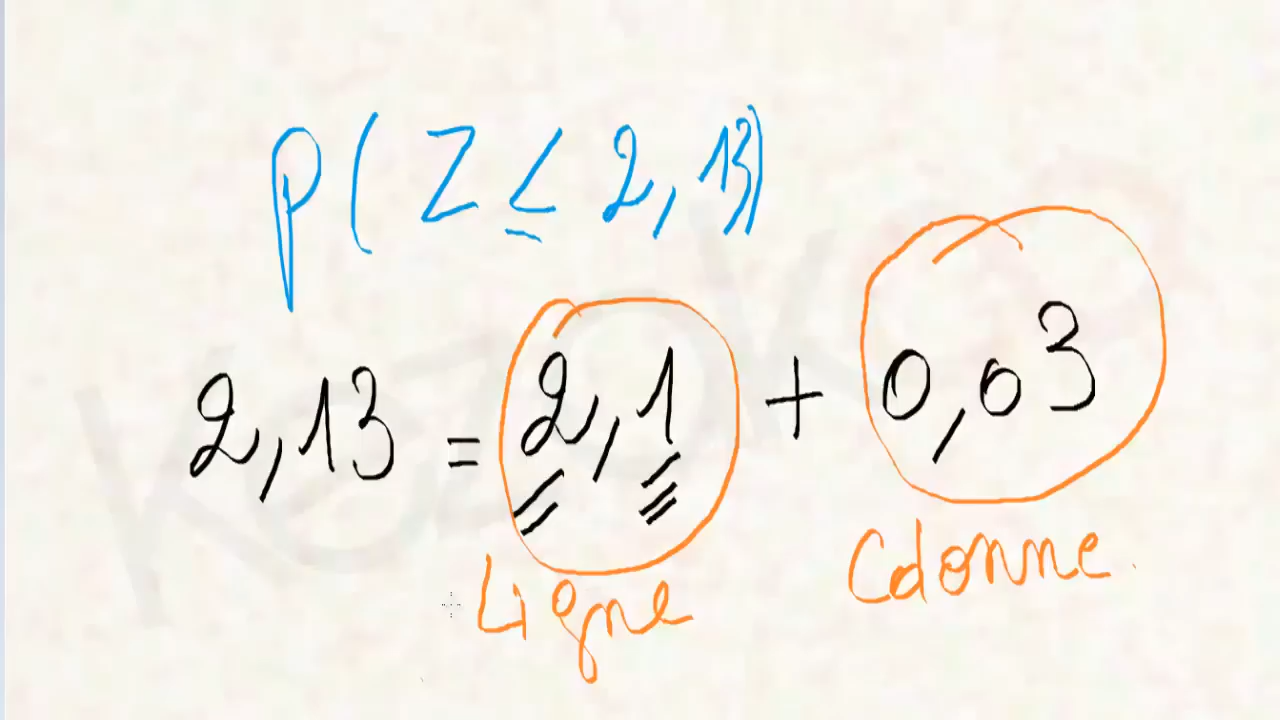 p(Z ≤ 2,13)
2,13 = 2,1 + 0,03
Ligne Colonne